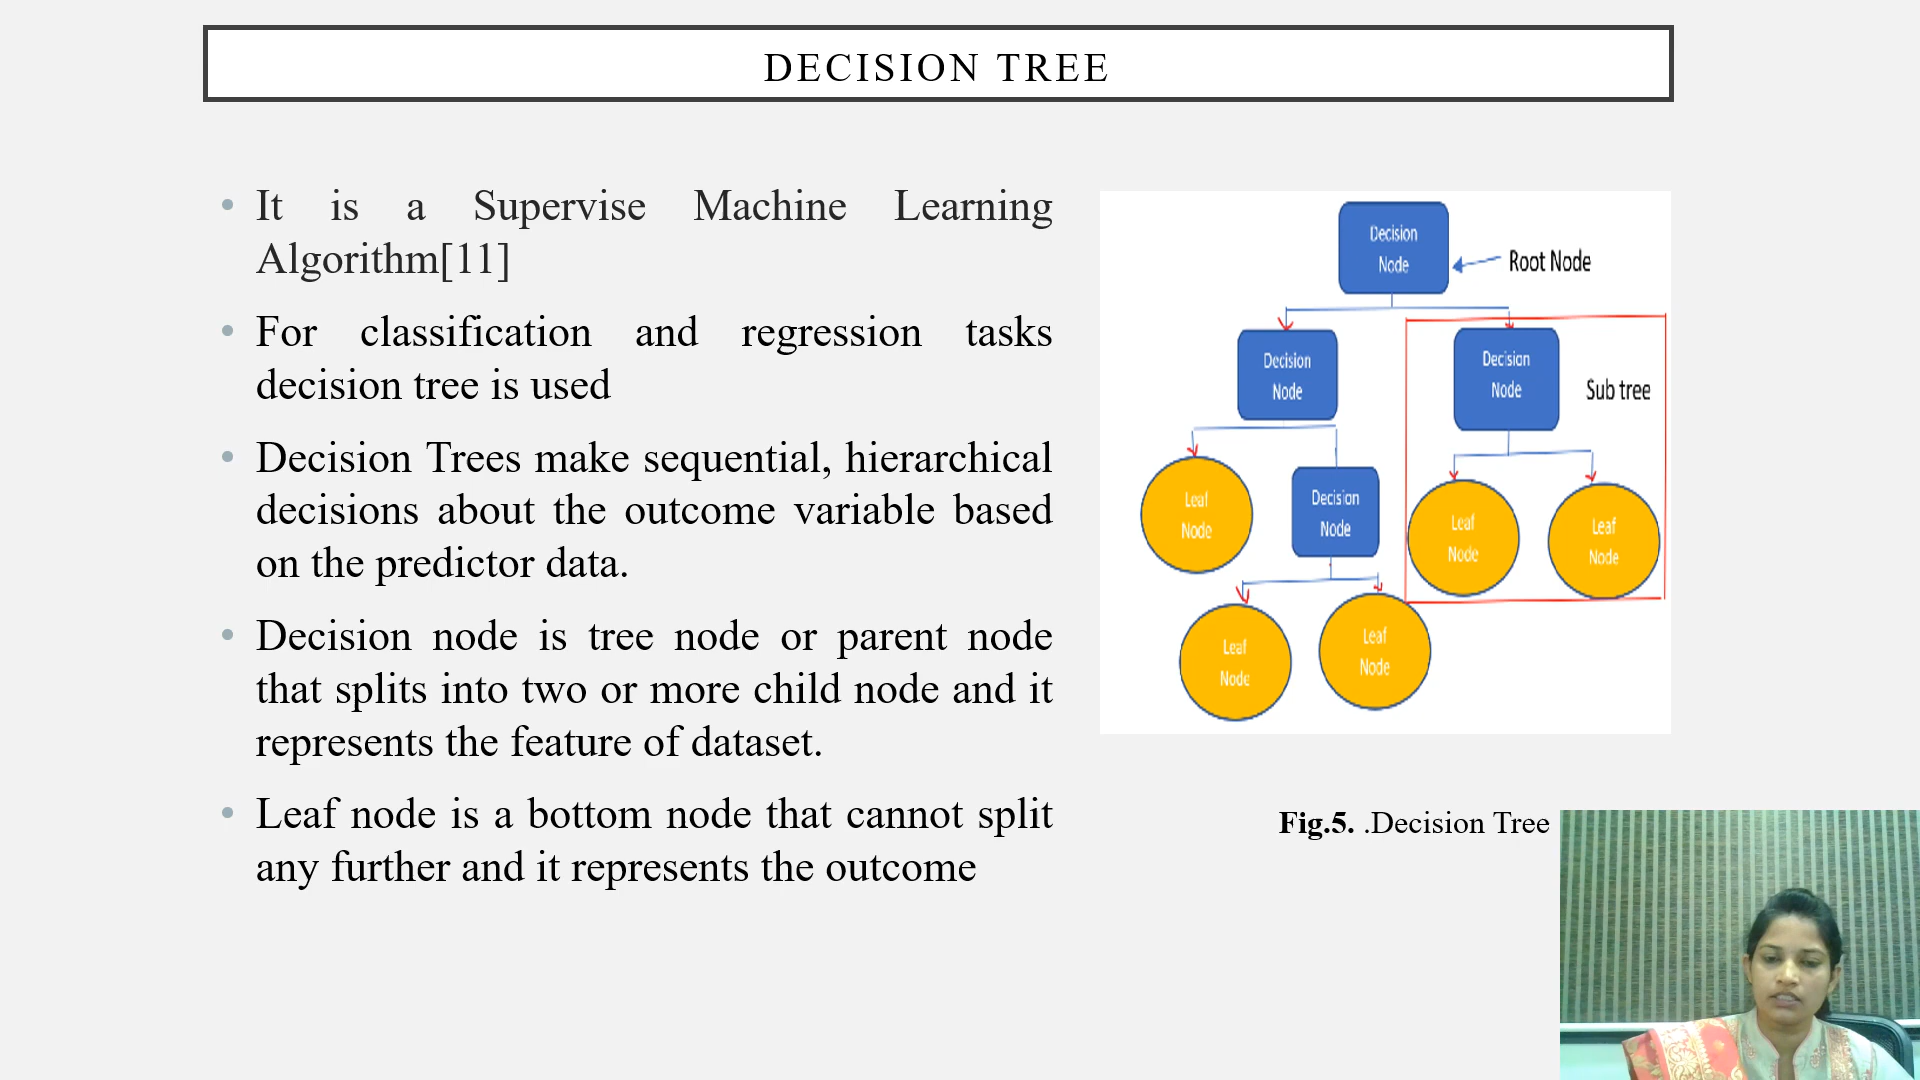 DECISION TREE
• It is a Supervise Machine Learning
Algorithm[11]
• For classification and regression tasks
decision tree is used
• Decision Trees make sequential, hierarchical
decisions about the outcome variable based
on the predictor data.
• Decision node is tree node or parent node
that splits into two or more child node and it
represents the feature of dataset.
• Leaf node is a bottom node that cannot split
any further and it represents the outcome
Decision
Node
Root Node
Decision
Node
Decision
Node
Sub tree
Leaf
Node
Decision
Node
Leaf
Node
Leaf
Node
Leaf
Node
Leaf
Node
Fig.5. .Decision Tree